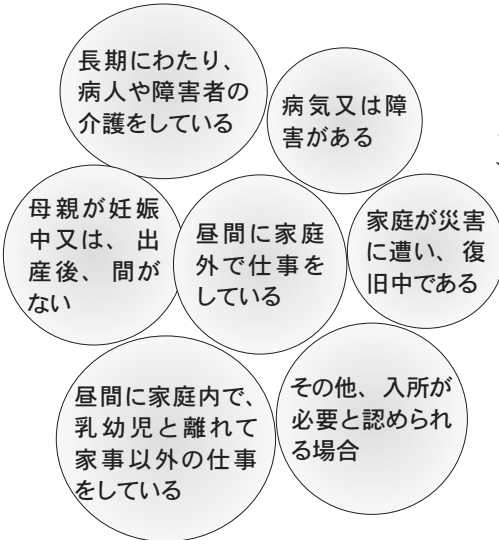 長期にわたり、
病人や障害者の
介護をしている
病気又は障
害がある
母親が妊娠
中又は、出
産後、間が
ない
昼間に家庭
外で仕事を
している
家庭が災害
に遭い、復
旧中である
昼間に家庭内で、
乳幼児と離れて
家事以外の仕事
をしている
その他、入所が
必要と認められ
る場合